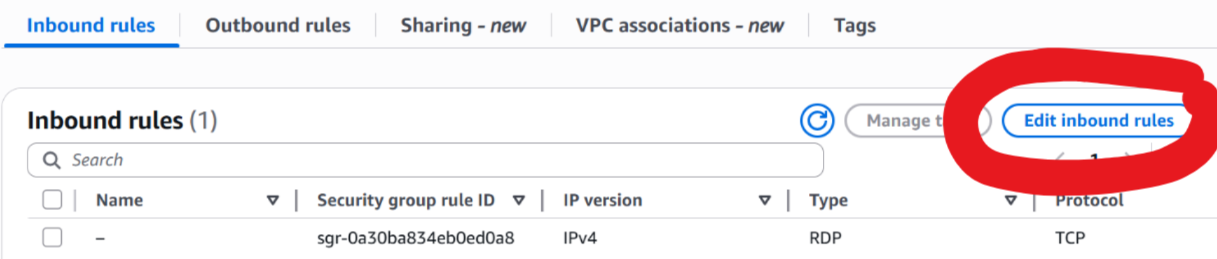 Inbound rules Outbound rules Sharing - new VPC associations - new Tags
Inbound rules (1) Manage t Edit inbound rules
Search 1
Name Security group rule ID IP version Type Protocol
– sgr-0a30ba834eb0ed0a8 IPv4 RDP TCP